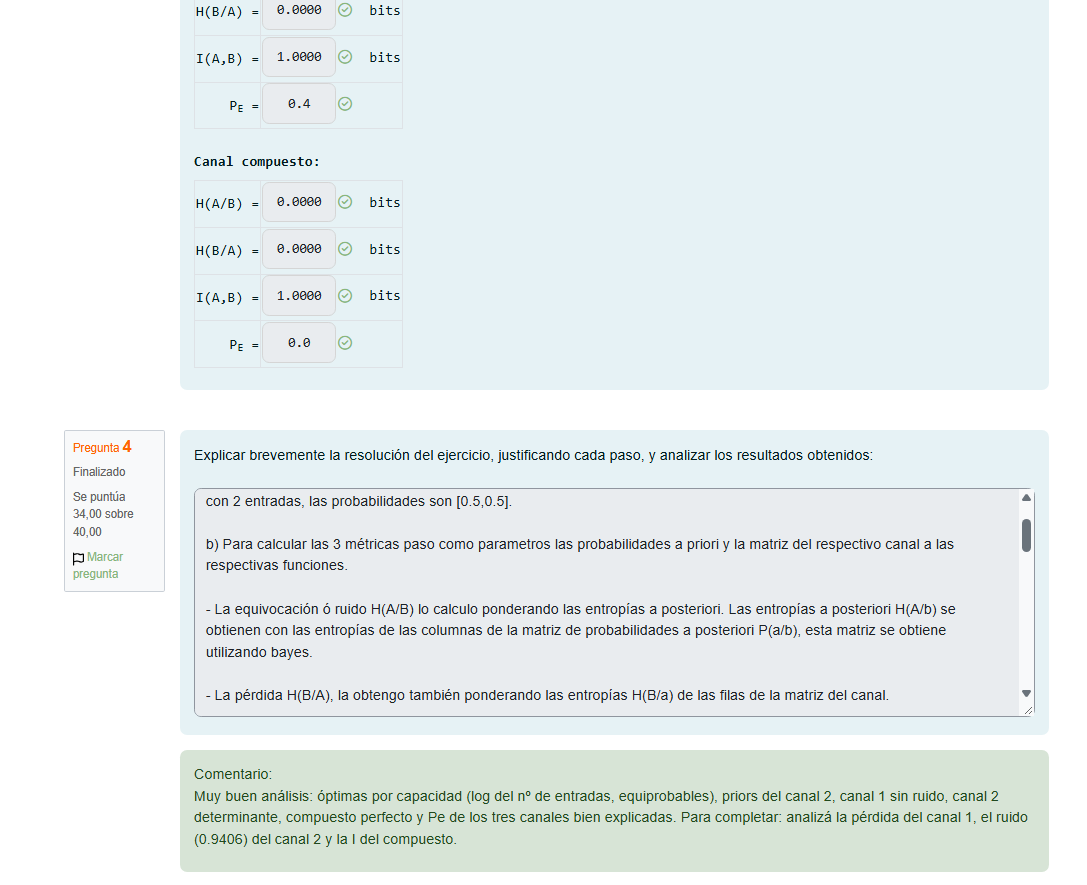 H(B/A) = 0.0000 bits
I(A,B) = 1.0000 bits
PE = 0.4
Canal compuesto:
H(A/B) = 0.0000 bits
H(B/A) = 0.0000 bits
I(A,B) = 1.0000 bits
PE = 0.0
Pregunta 4
Finalizado
Se puntúa
34,00 sobre
40,00
Marcar
pregunta
Explicar brevemente la resolución del ejercicio, justificando cada paso, y analizar los resultados obtenidos:
con 2 entradas, las probabilidades son [0.5,0.5].
b) Para calcular las 3 métricas paso como parametros las probabilidades a priori y la matriz del respectivo canal a las
respectivas funciones.
- La equivocación ó ruido H(A/B) lo calculo ponderando las entropías a posteriori. Las entropías a posteriori H(A/b) se
obtienen con las entropías de las columnas de la matriz de probabilidades a posteriori P(a/b), esta matriz se obtiene
utilizando bayes.
- La pérdida H(B/A), la obtengo también ponderando las entropías H(B/a) de las filas de la matriz del canal.
Comentario:
Muy buen análisis: óptimas por capacidad (log del nº de entradas, equiprobables), priors del canal 2, canal 1 sin ruido, canal 2
determinante, compuesto perfecto y Pe de los tres canales bien explicadas. Para completar: analizá la pérdida del canal 1, el ruido
(0.9406) del canal 2 y la I del compuesto.